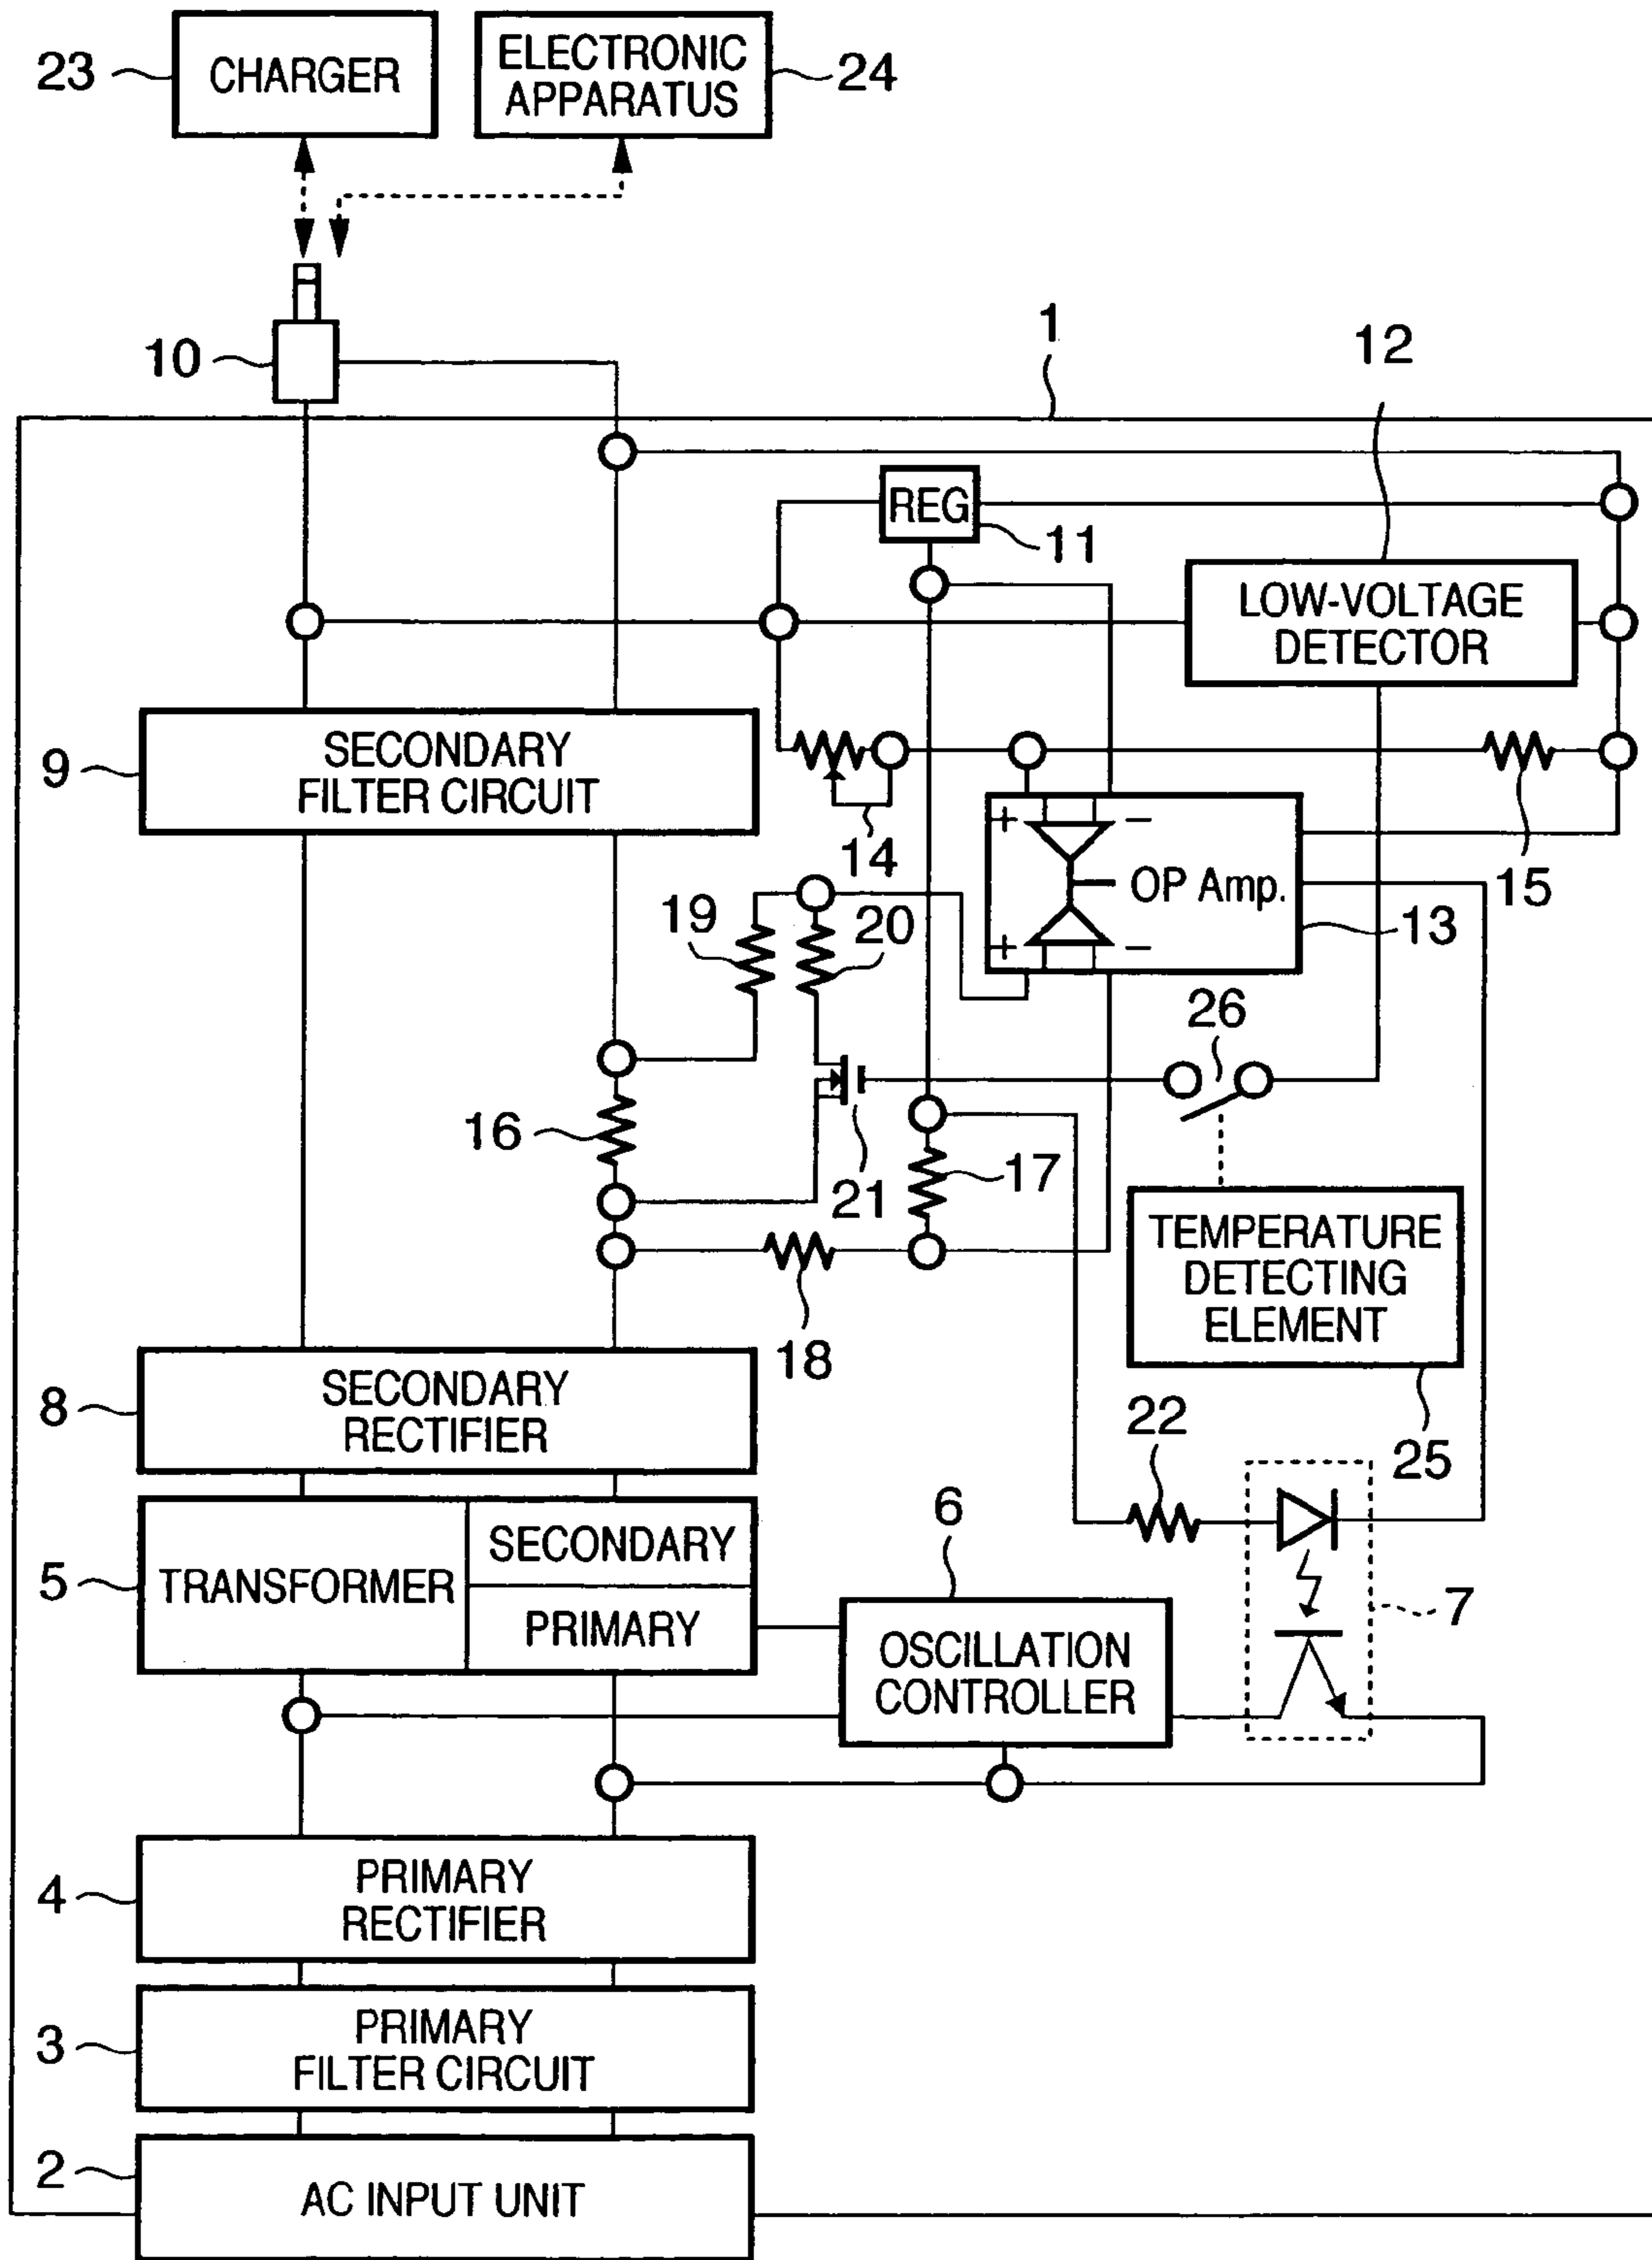 23
CHARGER
ELECTRONIC
APPARATUS
24
10
1
12
REG
11
LOW-VOLTAGE
DETECTOR
9
SECONDARY
FILTER CIRCUIT
14
+
−
OP Amp.
+
−
15
13
19
20
26
16
21
17
18
TEMPERATURE
DETECTING
ELEMENT
25
8
SECONDARY
RECTIFIER
22
5
TRANSFORMER
SECONDARY
PRIMARY
6
OSCILLATION
CONTROLLER
7
4
PRIMARY
RECTIFIER
3
PRIMARY
FILTER CIRCUIT
2
AC INPUT UNIT